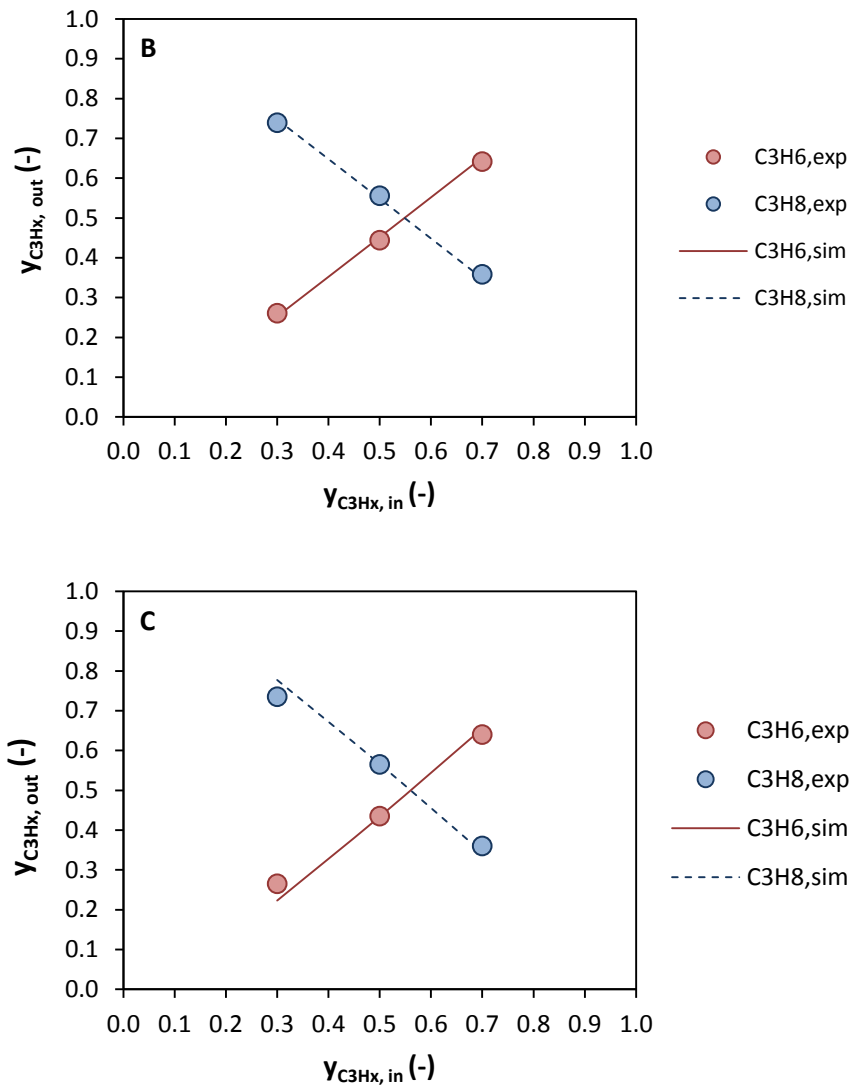 B
1.0
0.9
0.8
0.7
0.6
0.5
0.4
0.3
0.2
0.1
0.0
yC3Hx, out (-)
0.0 0.1 0.2 0.3 0.4 0.5 0.6 0.7 0.8 0.9 1.0
yC3Hx, in (-)
C3H6,exp
C3H8,exp
C3H6,sim
C3H8,sim
C
1.0
0.9
0.8
0.7
0.6
0.5
0.4
0.3
0.2
0.1
0.0
yC3Hx, out (-)
0.0 0.1 0.2 0.3 0.4 0.5 0.6 0.7 0.8 0.9 1.0
yC3Hx, in (-)
C3H6,exp
C3H8,exp
C3H6,sim
C3H8,sim